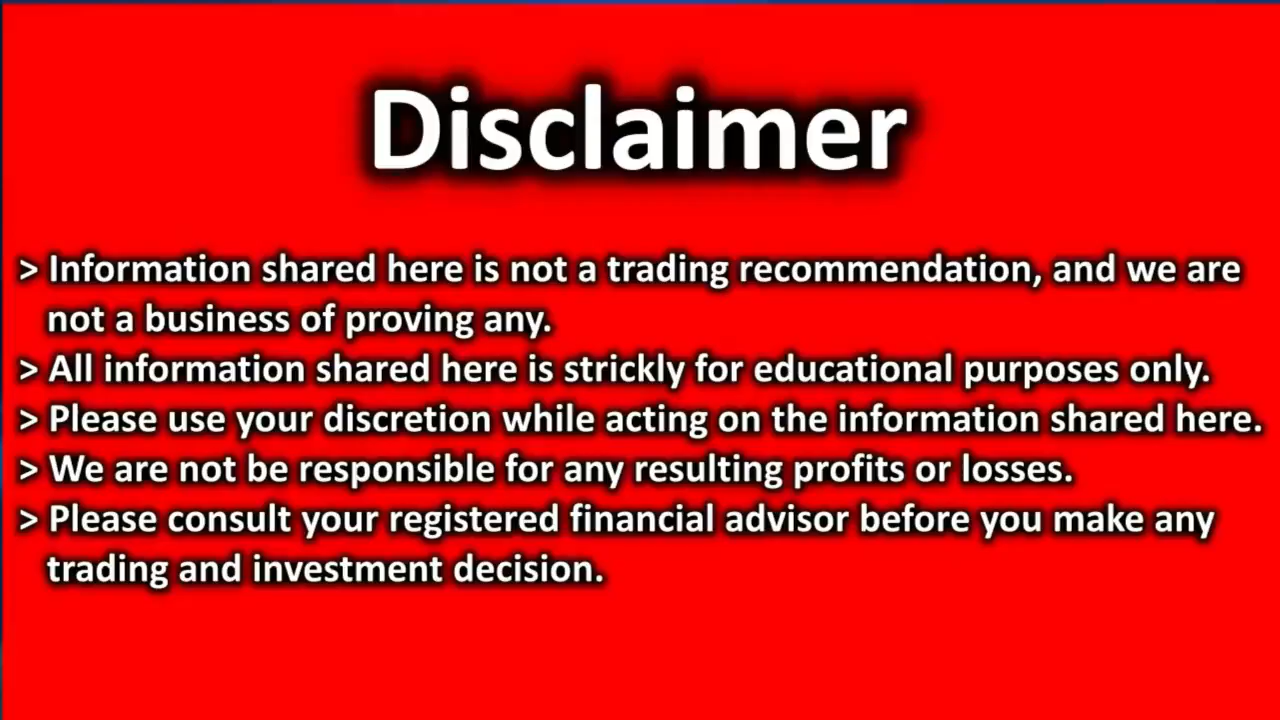 Disclaimer
> Information shared here is not a trading recommendation, and we are
not a business of proving any.
> All information shared here is strickly for educational purposes only.
> Please use your discretion while acting on the information shared here.
> We are not be responsible for any resulting profits or losses.
> Please consult your registered financial advisor before you make any
trading and investment decision.